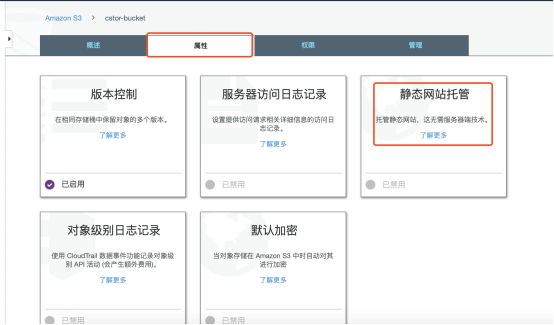 Amazon S3 > cstor-bucket
概述 属性 权限 管理
版本控制
在相同存储桶中保留对象的多个版本。
了解更多
已启用
服务器访问日志记录
设置提供访问请求相关详细信息的访问日
志记录。
了解更多
已禁用
静态网站托管
托管静态网站，这无需服务器端技术。
了解更多
已禁用
对象级别日志记录
使用 CloudTrail 数据事件功能记录对象级
别 API 活动 (会产生额外费用)。
了解更多
已禁用
默认加密
当对象存储在 Amazon S3 中时自动对其
进行加密
了解更多
已禁用